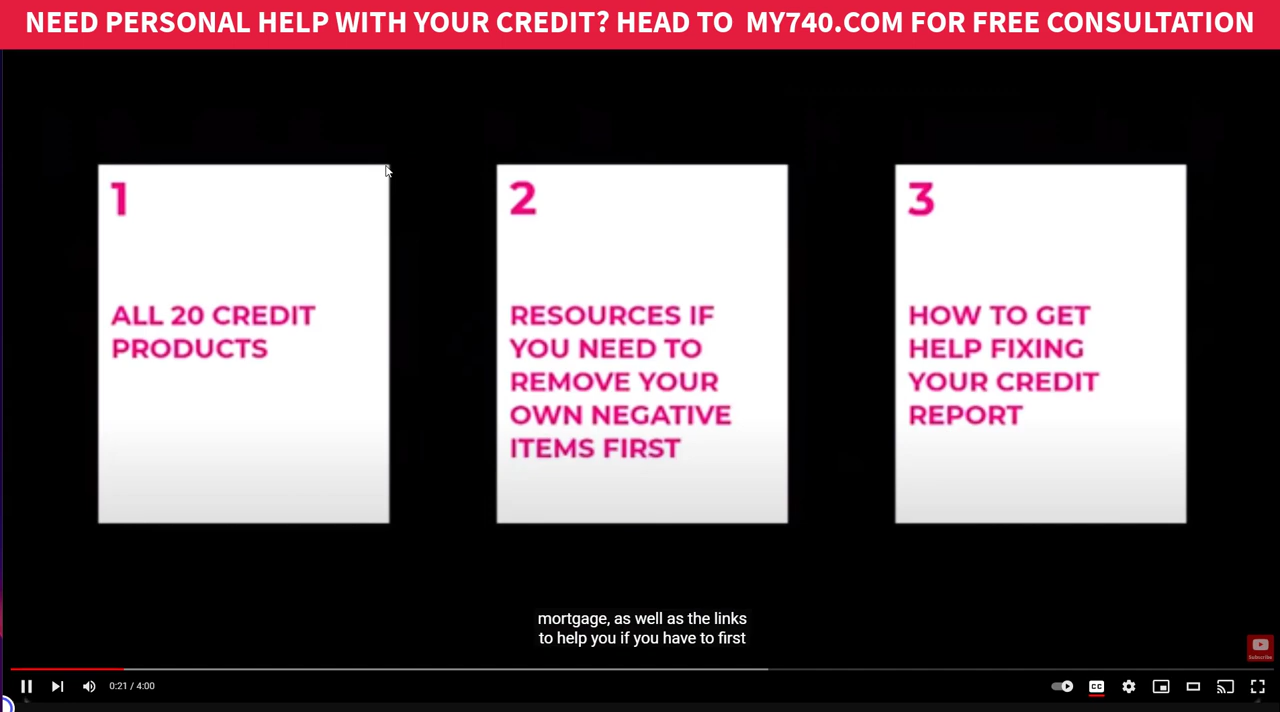 NEED PERSONAL HELP WITH YOUR CREDIT? HEAD TO MY740.COM FOR FREE CONSULTATION
1
ALL 20 CREDIT
PRODUCTS
2
RESOURCES IF
YOU NEED TO
REMOVE YOUR
OWN NEGATIVE
ITEMS FIRST
3
HOW TO GET
HELP FIXING
YOUR CREDIT
REPORT
mortgage, as well as the links
to help you if you have to first
Subscribe
0:21 / 4:00
CC